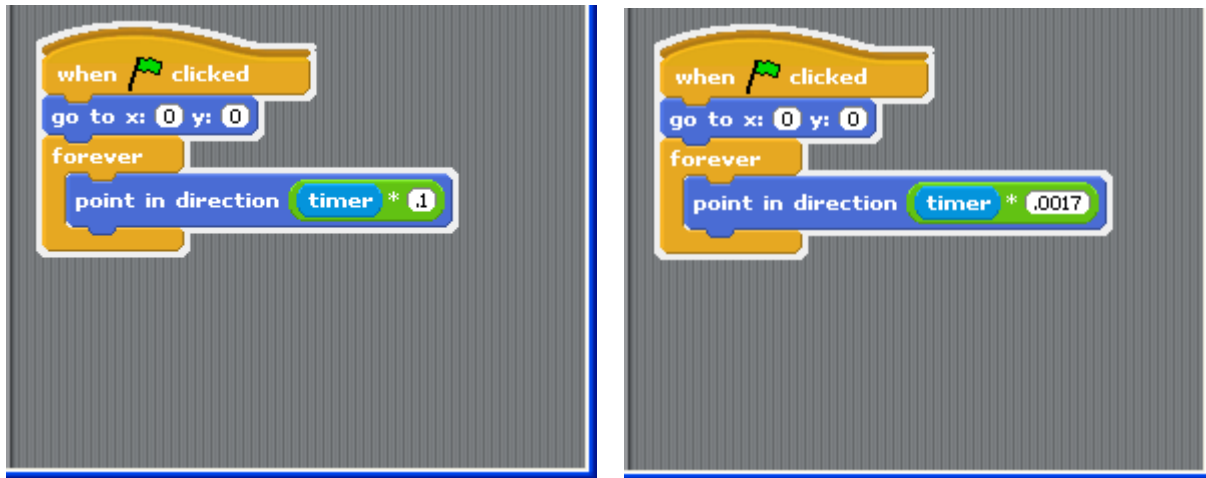 when clicked
go to x: 0 y: 0
forever
point in direction timer * .1
when clicked
go to x: 0 y: 0
forever
point in direction timer * .0017